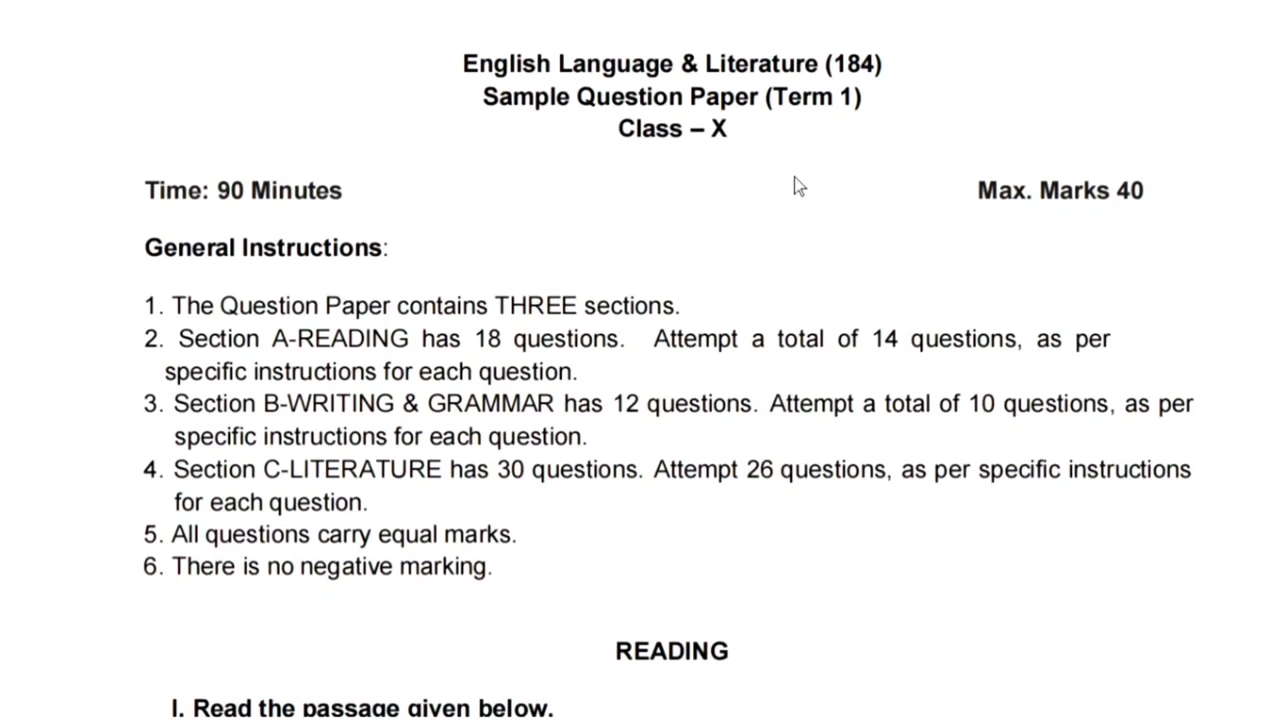 English Language & Literature (184)
Sample Question Paper (Term 1)
Class – X
Time: 90 Minutes Max. Marks 40
General Instructions:
1. The Question Paper contains THREE sections.
2. Section A-READING has 18 questions. Attempt a total of 14 questions, as per
specific instructions for each question.
3. Section B-WRITING & GRAMMAR has 12 questions. Attempt a total of 10 questions, as per
specific instructions for each question.
4. Section C-LITERATURE has 30 questions. Attempt 26 questions, as per specific instructions
for each question.
5. All questions carry equal marks.
6. There is no negative marking.
READING
I. Read the passage given below.